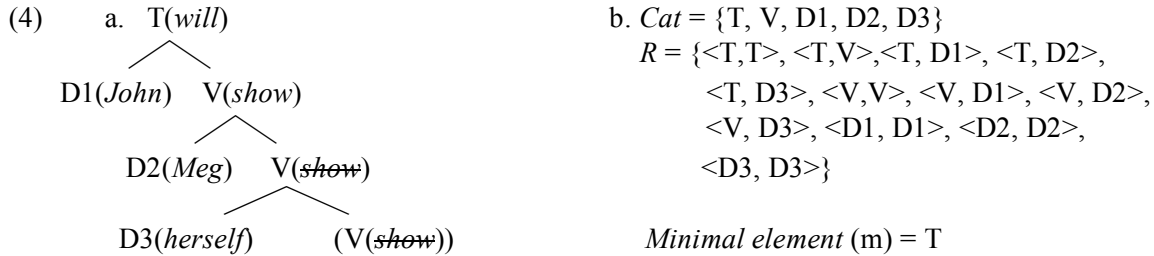 (4) a. T(will) b. Cat = {T, V, D1, D2, D3}
R = {<T,T>, <T,V>,<T, D1>, <T, D2>,
D1(John) V(show) <T, D3>, <V,V>, <V, D1>, <V, D2>,
<V, D3>, <D1, D1>, <D2, D2>,
D2(Meg) V(show) <D3, D3>}
D3(herself) (V(show)) Minimal element (m) = T